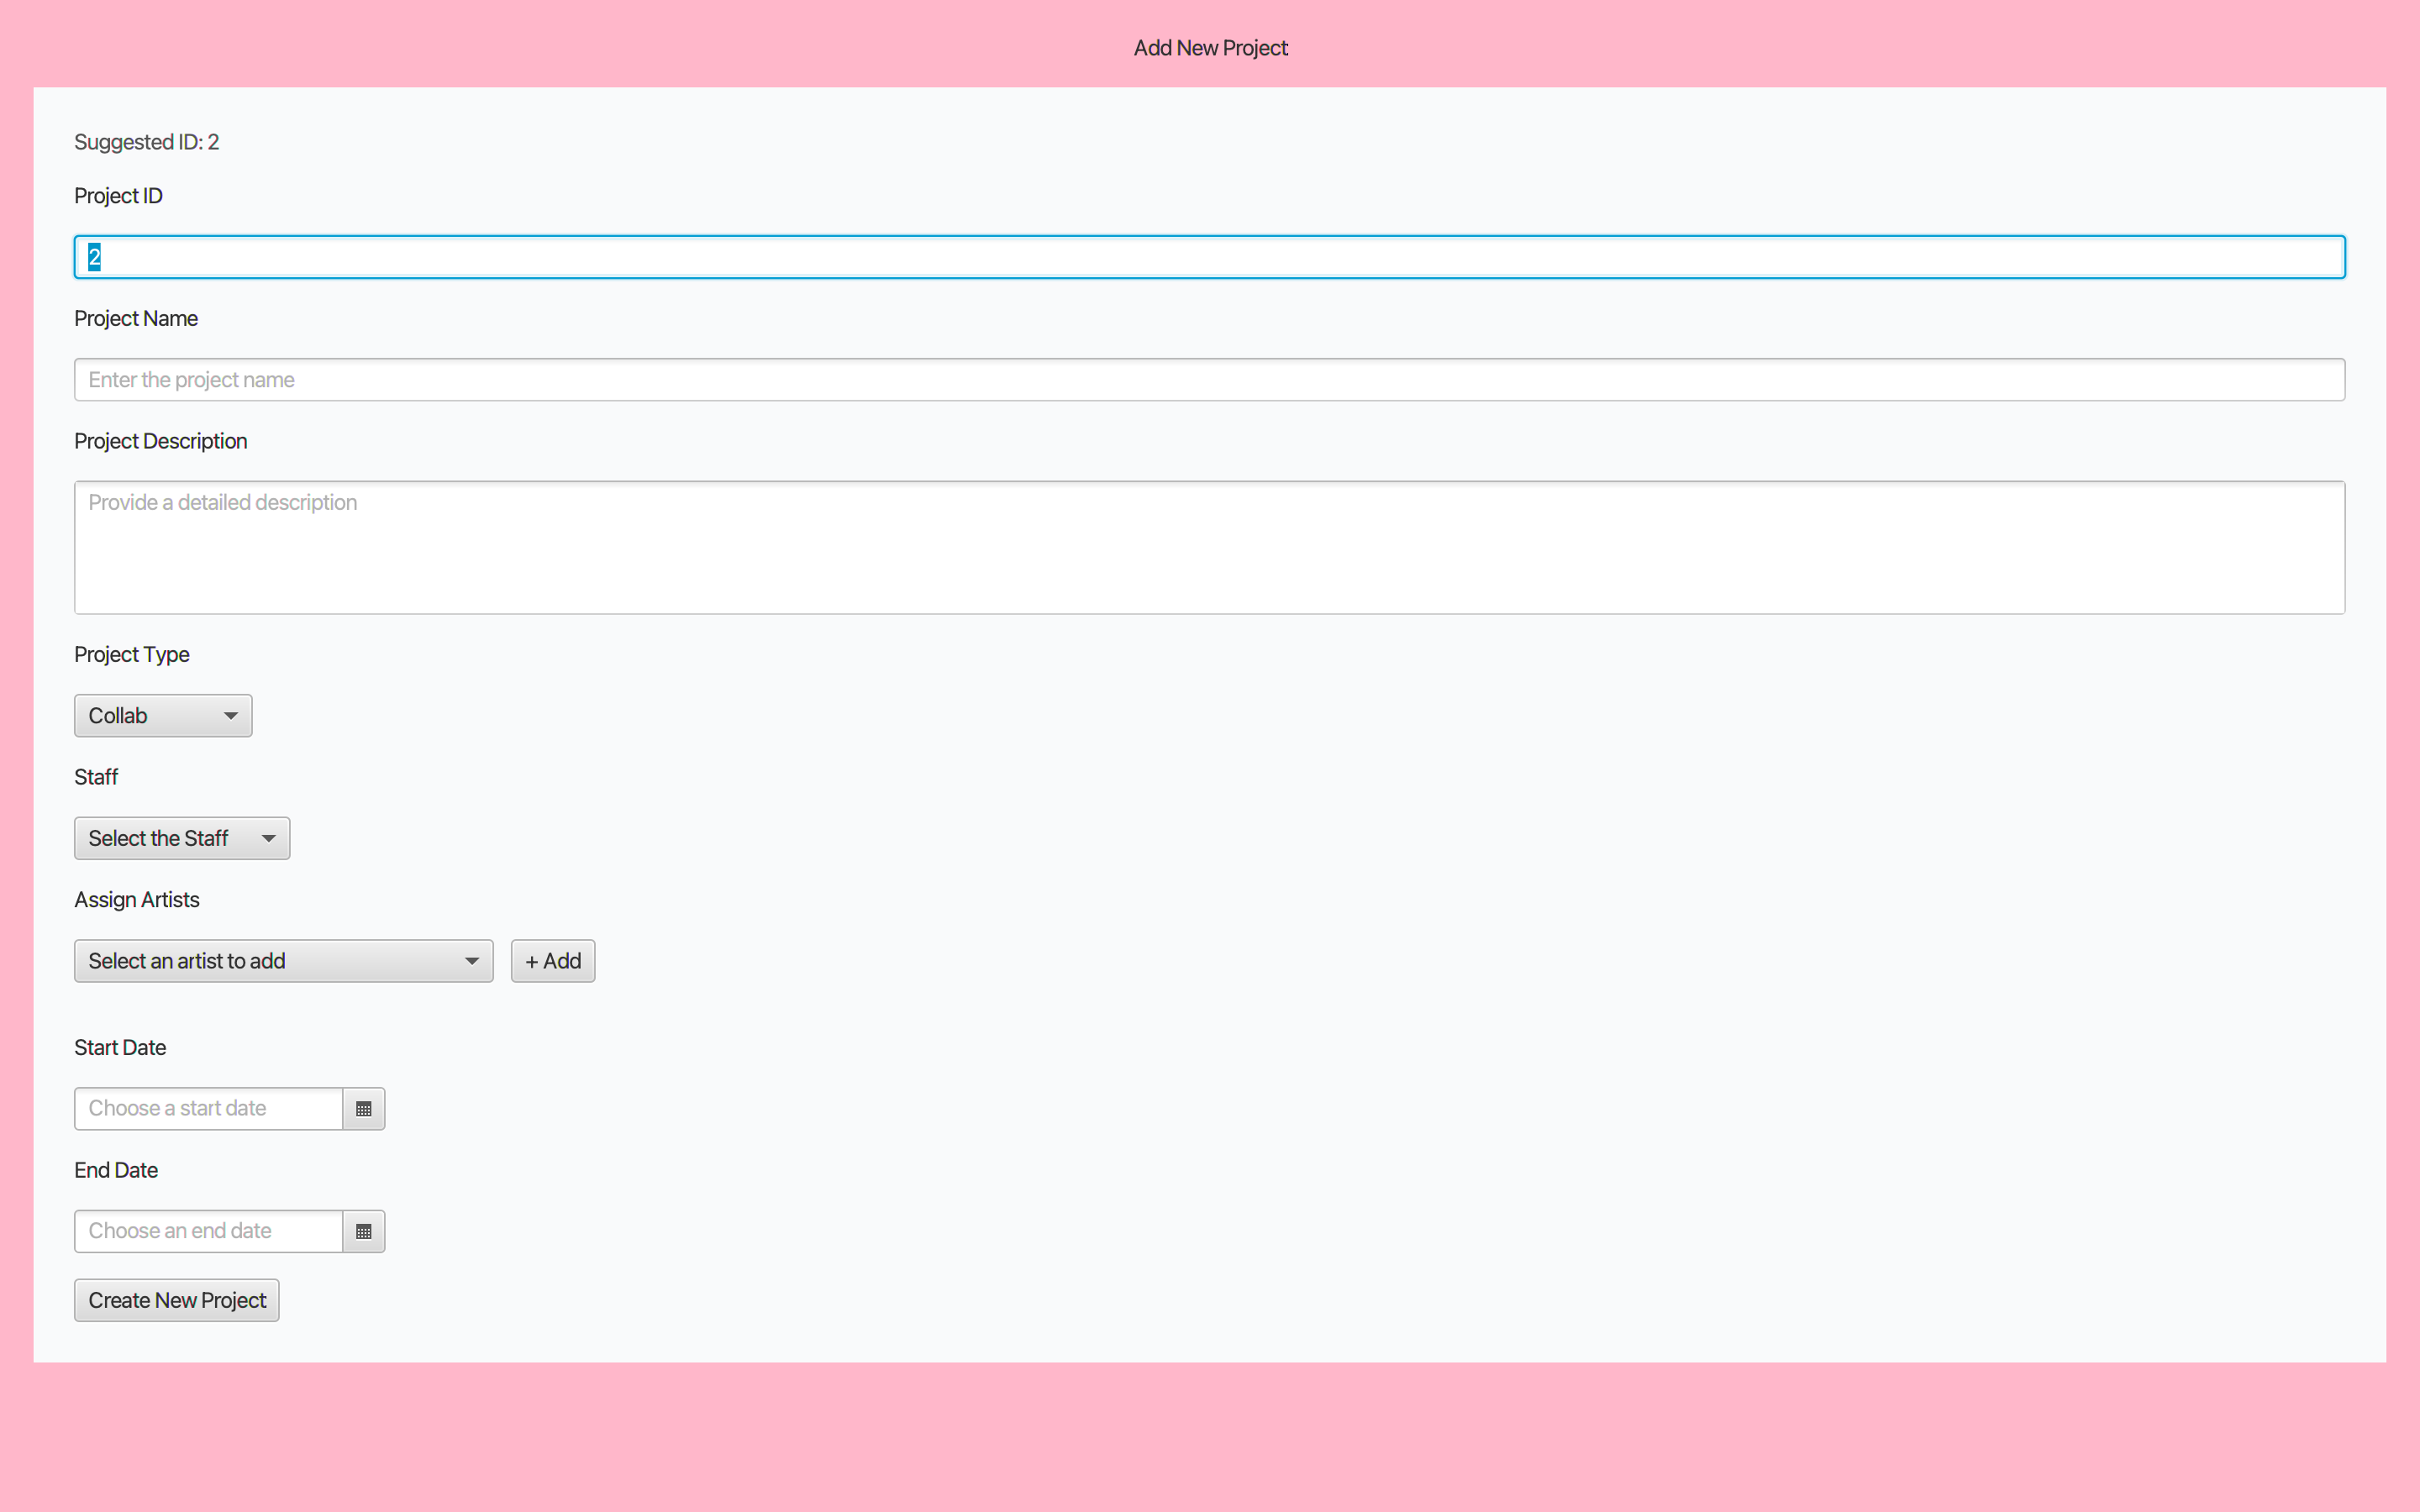 Add New Project
Suggested ID: 2
Project ID
2
Project Name
Enter the project name
Project Description
Provide a detailed description
Project Type
Collab
Staff
Select the Staff
Assign Artists
Select an artist to add
+ Add
Start Date
Choose a start date
End Date
Choose an end date
Create New Project